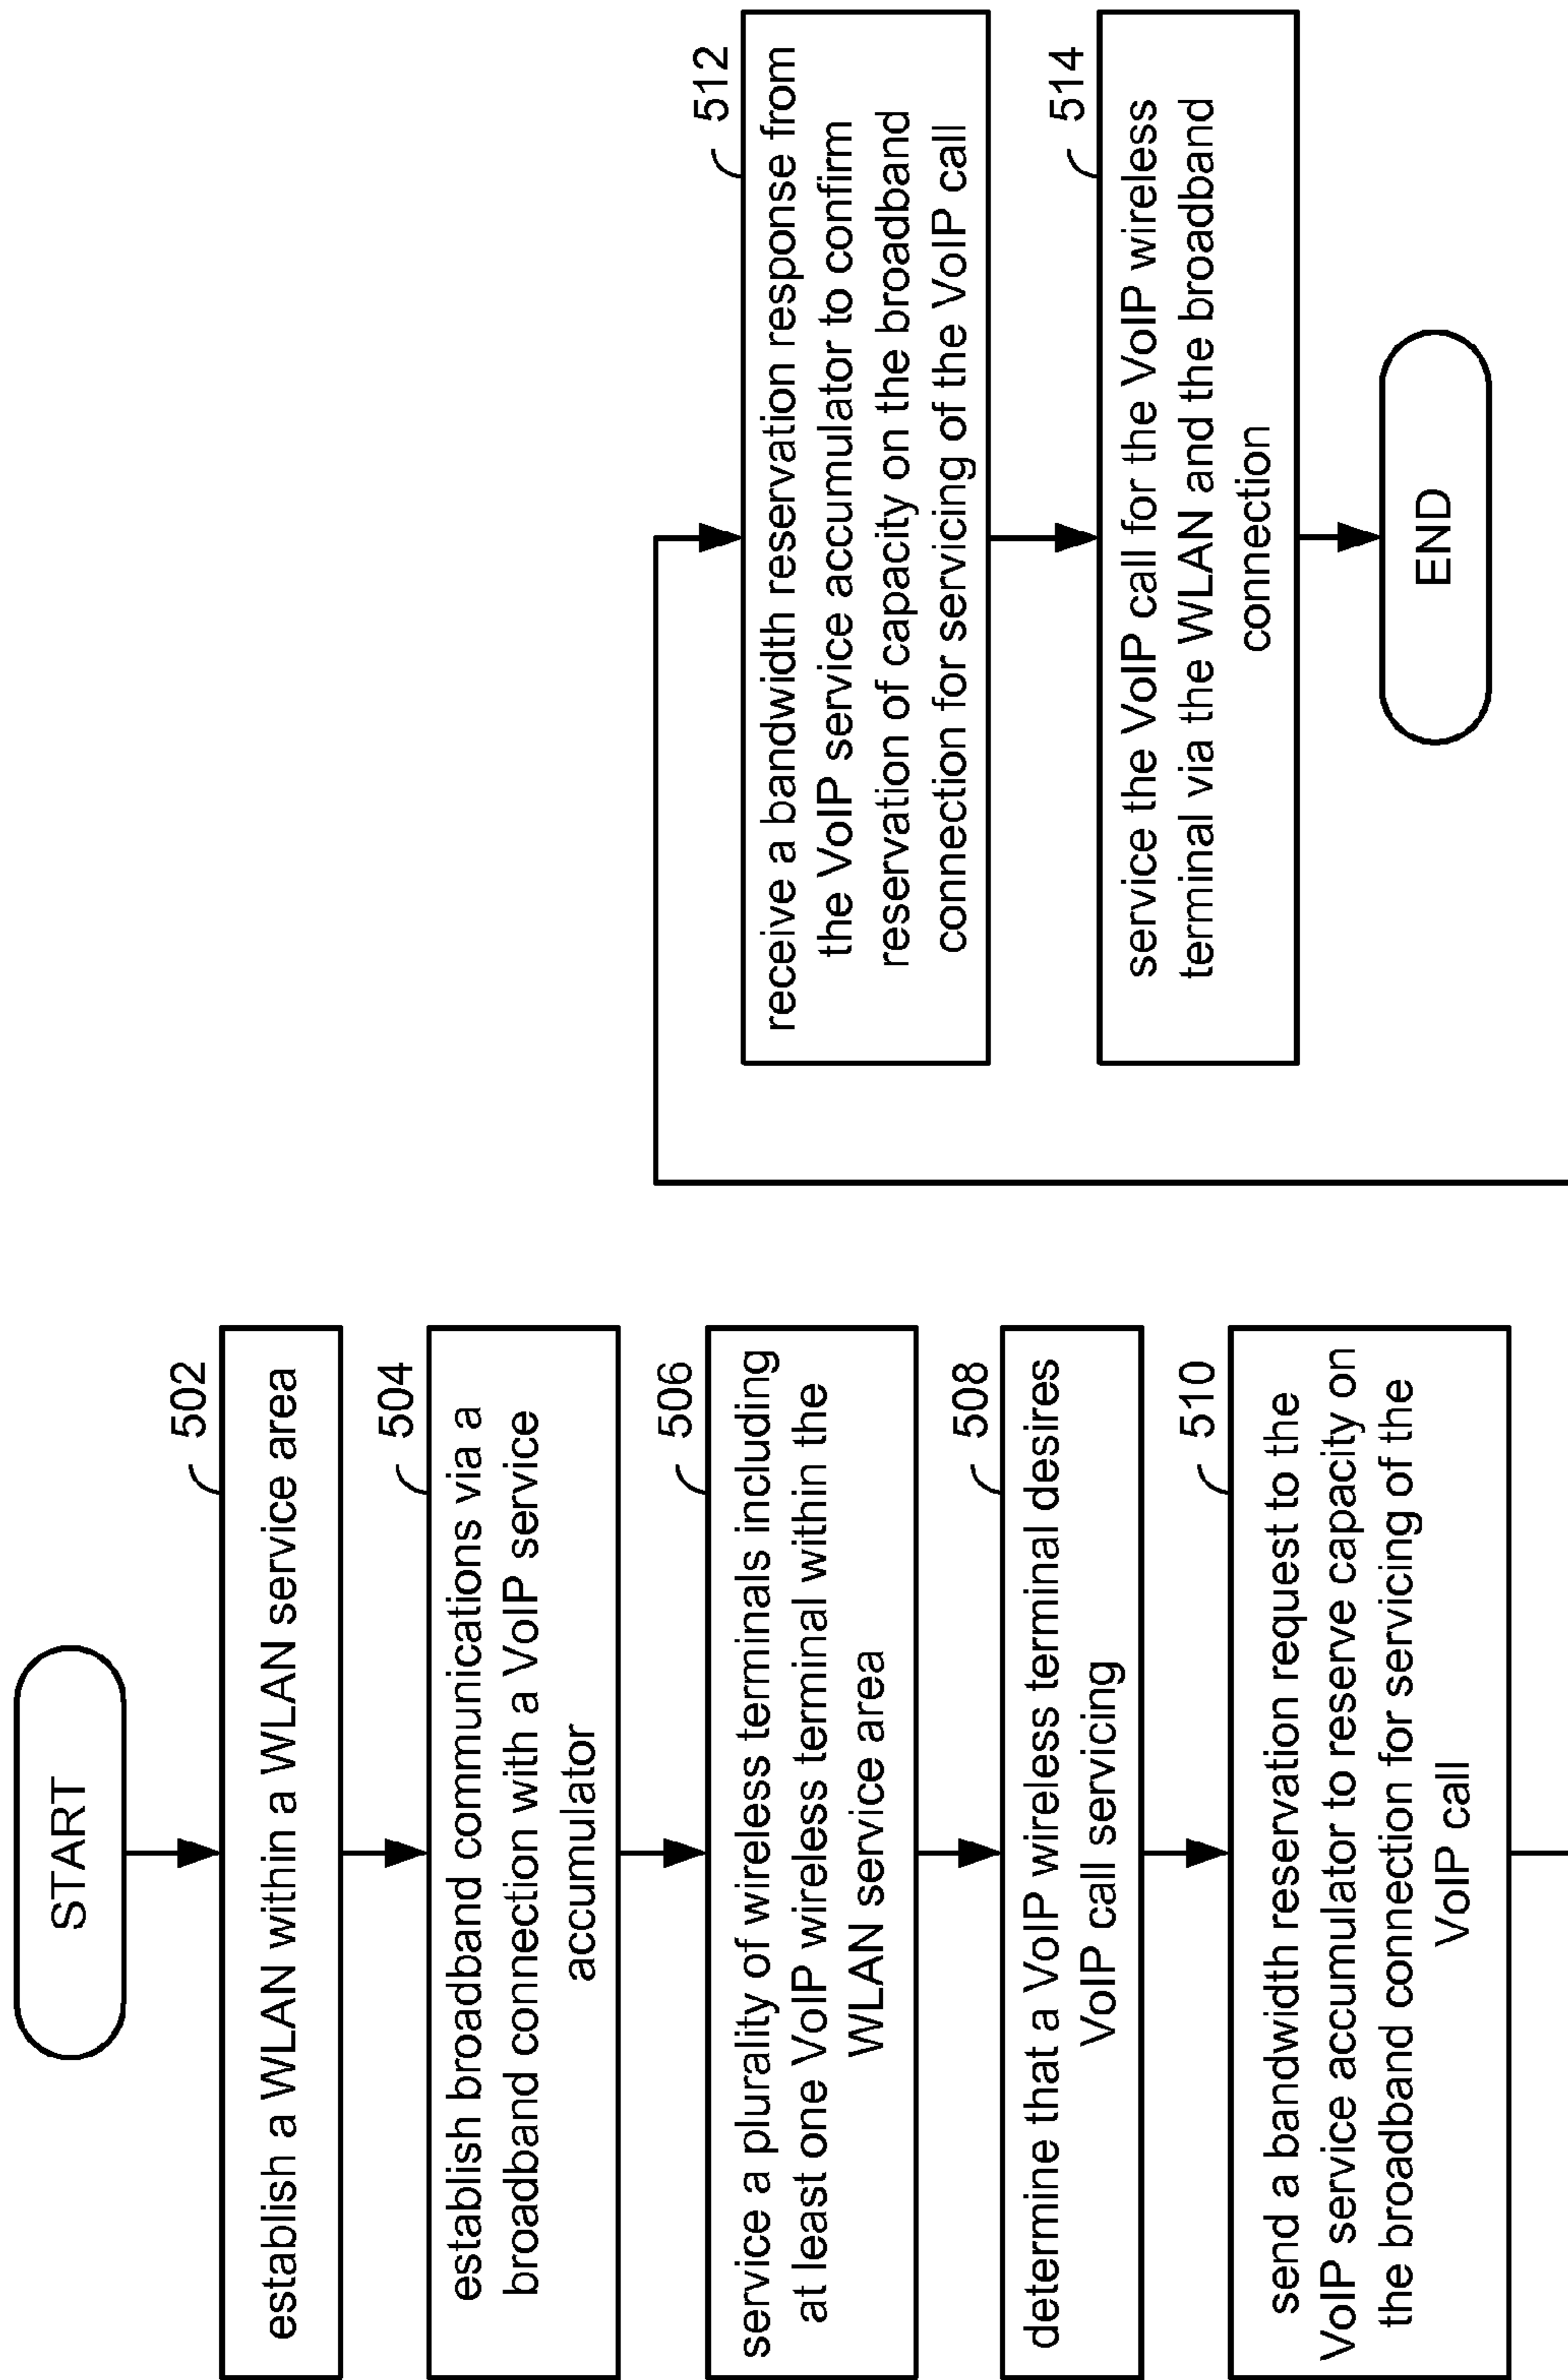 START
502
establish a WLAN within a WLAN service area
504
establish broadband communications via a
broadband connection with a VoIP service
accumulator
506
service a plurality of wireless terminals including
at least one VoIP wireless terminal within the
WLAN service area
508
determine that a VoIP wireless terminal desires
VoIP call servicing
510
send a bandwidth reservation request to the
VoIP service accumulator to reserve capacity on
the broadband connection for servicing of the
VoIP call
512
receive a bandwidth reservation response from
the VoIP service accumulator to confirm
reservation of capacity on the broadband
connection for servicing of the VoIP call
514
service the VoIP call for the VoIP wireless
terminal via the WLAN and the broadband
connection
END